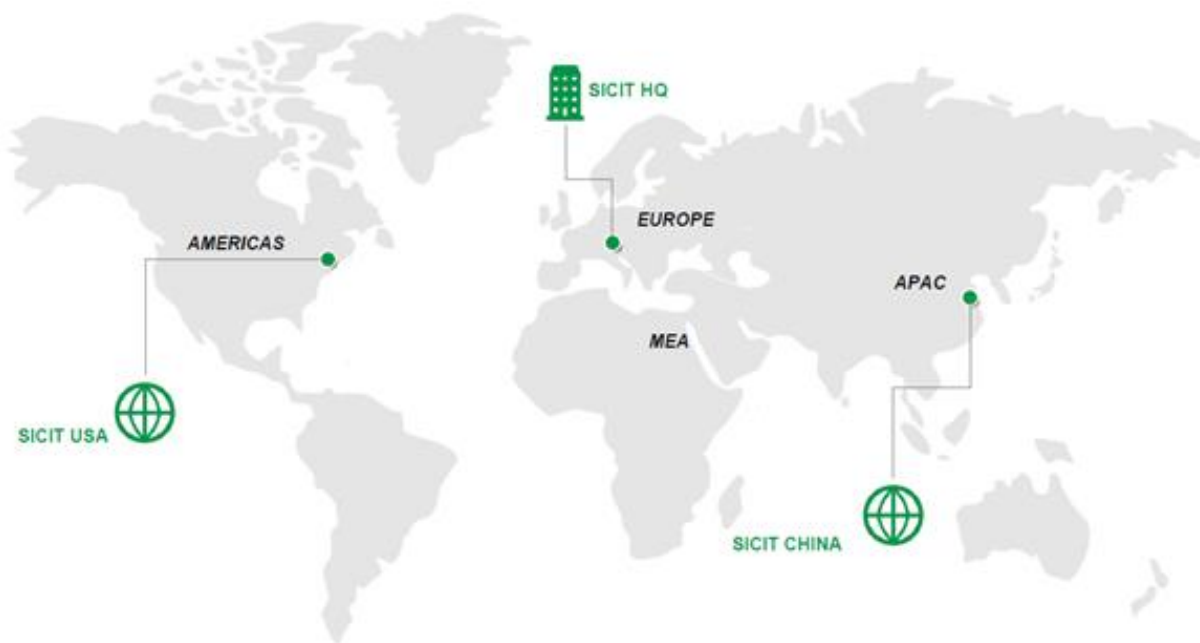 SICIT HQ
EUROPE
AMERICAS
APAC
MEA
SICIT USA
SICIT CHINA